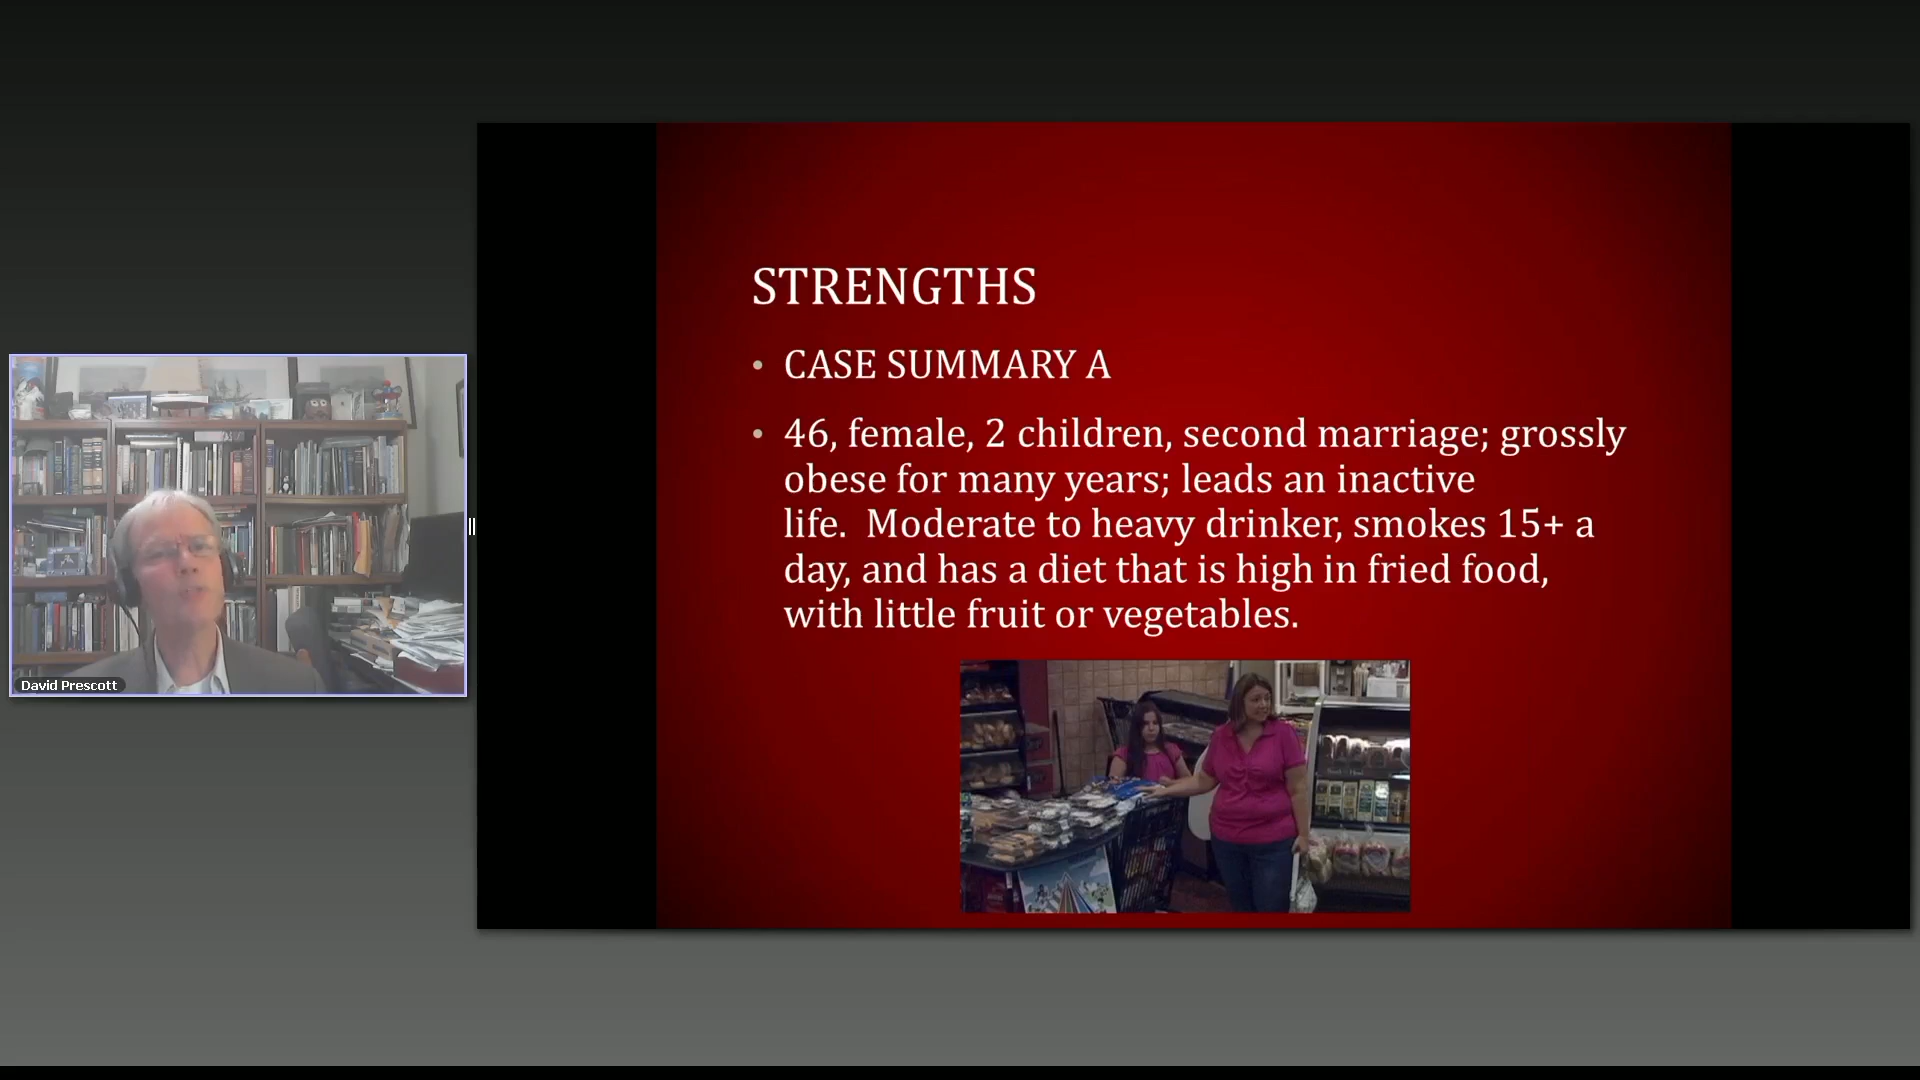 STRENGTHS
• CASE SUMMARY A
• 46, female, 2 children, second marriage; grossly
obese for many years; leads an inactive
life.  Moderate to heavy drinker, smokes 15+ a
day, and has a diet that is high in fried food,
with little fruit or vegetables.
David Prescott